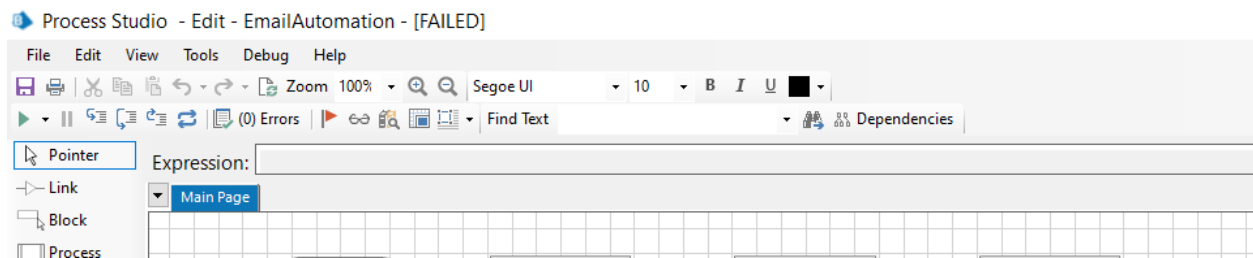 Process Studio - Edit - EmailAutomation - [FAILED]
File Edit View Tools Debug Help
Zoom 100% Segoe UI 10 B I U
(0) Errors Find Text Dependencies
Pointer
Expression:
Link
Main Page
Block
Process